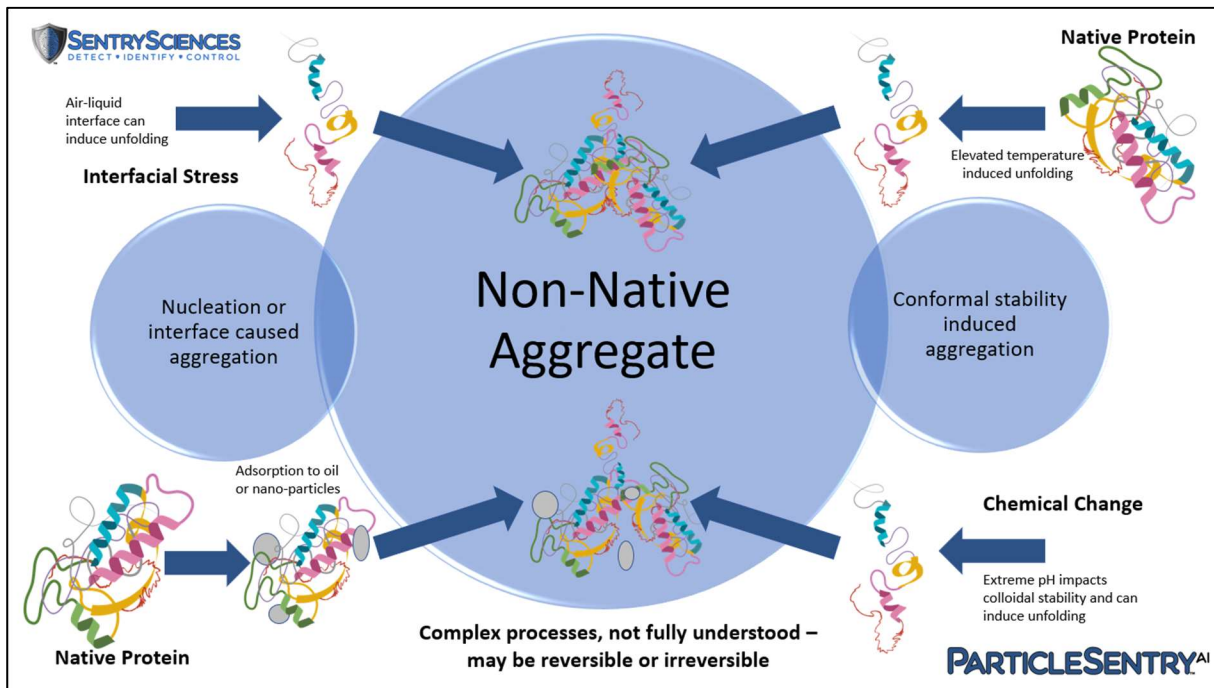 SENTRYSCIENCES
DETECT • IDENTIFY • CONTROL
™
Air-liquid
interface can
induce unfolding
Interfacial Stress
Native Protein
Elevated temperature
induced unfolding
Nucleation or
interface caused
aggregation
Non-Native
Aggregate
Conformal stability
induced
aggregation
Adsorption to oil
or nano-particles
Native Protein
Chemical Change
Extreme pH impacts
colloidal stability and can
induce unfolding
Complex processes, not fully understood –
may be reversible or irreversible
PARTICLESENTRY AI